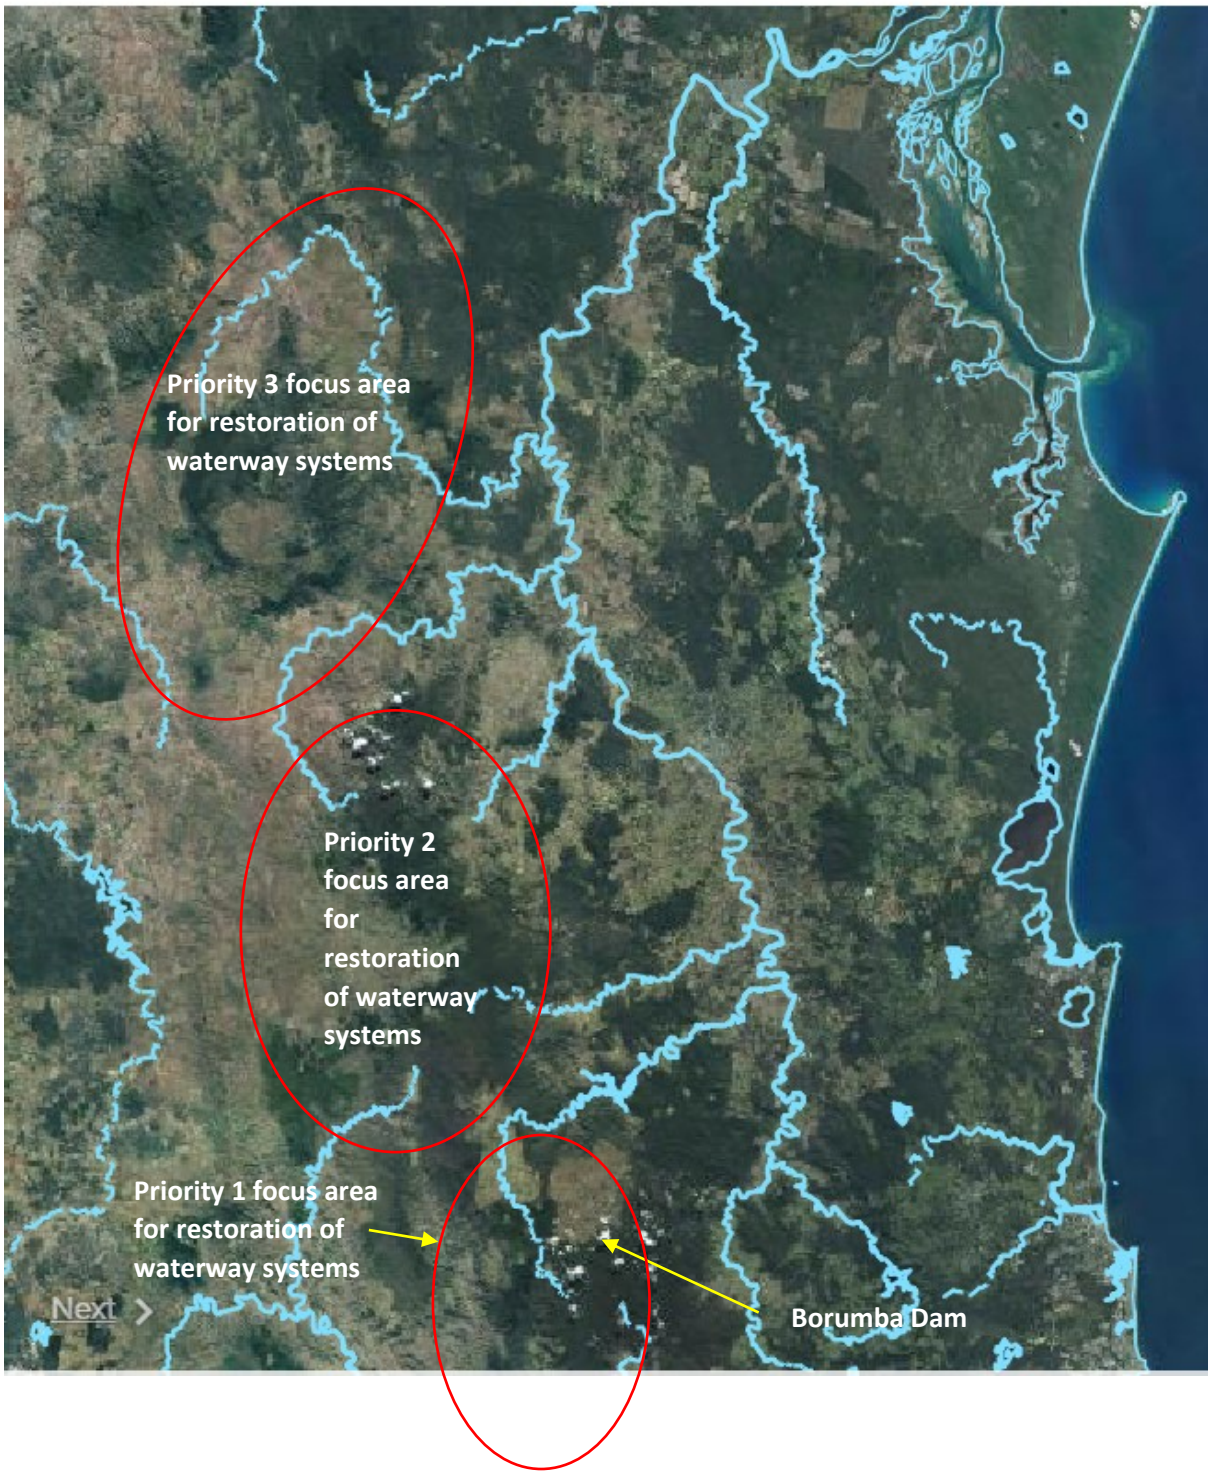 Priority 3 focus area
for restoration of
waterway systems
Priority 2
focus area
for
restoration
of waterway
systems
Priority 1 focus area
for restoration of
waterway systems
Next >
Borumba Dam